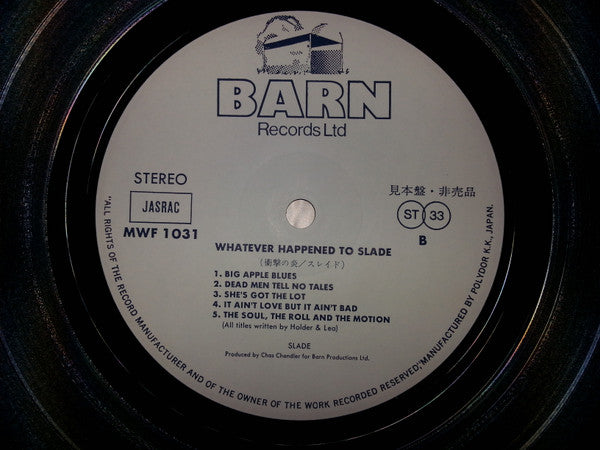 BARN
Records Ltd
STEREO
JASRAC
MWF 1031
見本盤・非売品
ST 33
B
WHATEVER HAPPENED TO SLADE
(衝撃の炎/スレイド)
1. BIG APPLE BLUES
2. DEAD MEN TELL NO TALES
3. SHE'S GOT THE LOT
4. IT AIN'T LOVE BUT IT AIN'T BAD
5. THE SOUL, THE ROLL AND THE MOTION
(All titles written by Holder & Lea)
SLADE
Produced by Chas Chandler for Barn Productions Ltd.
"ALL RIGHTS OF THE RECORD MANUFACTURER AND OF THE OWNER OF THE WORK RECORDED RESERVED," MANUFACTURED BY POLYDOR K.K., JAPAN.